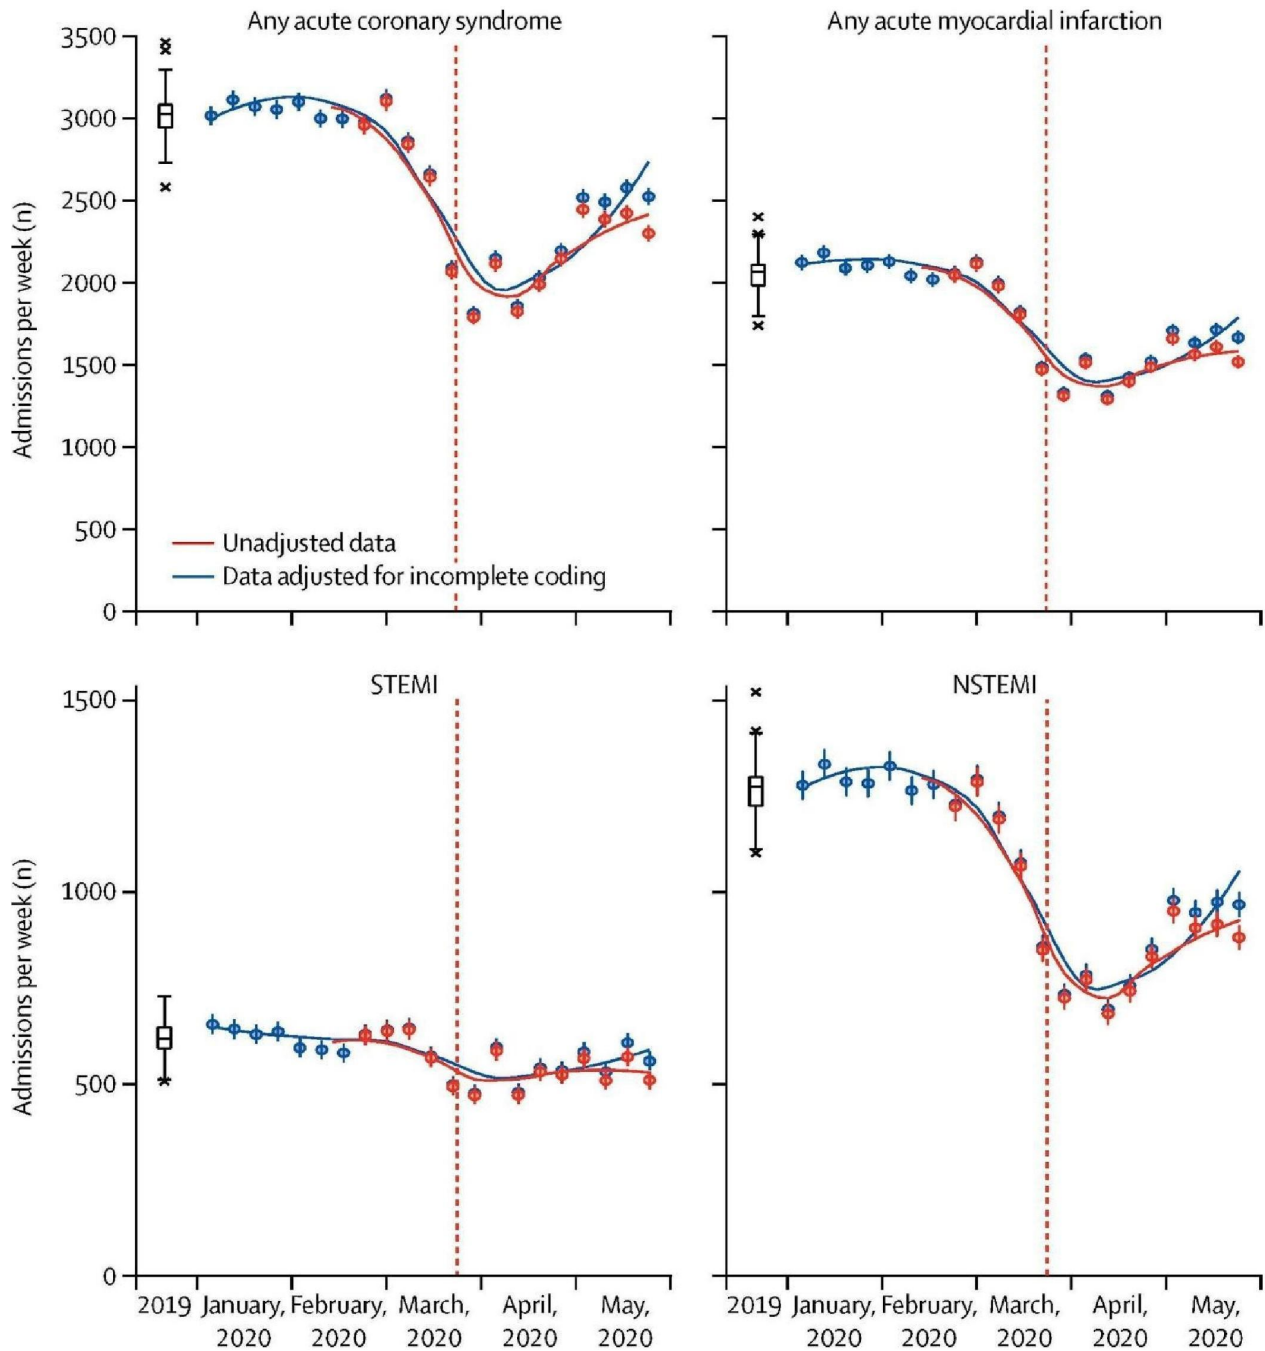 Any acute coronary syndrome
Any acute myocardial infarction
3500
3000
2500
2000
1500
1000
500
0
Admissions per week (n)
Unadjusted data
Data adjusted for incomplete coding
STEMI
NSTEMI
1500
1000
500
0
Admissions per week (n)
2019 January, February, March, April, May,
2020 2020 2020 2020 2020
2019 January, February, March, April, May,
2020 2020 2020 2020 2020